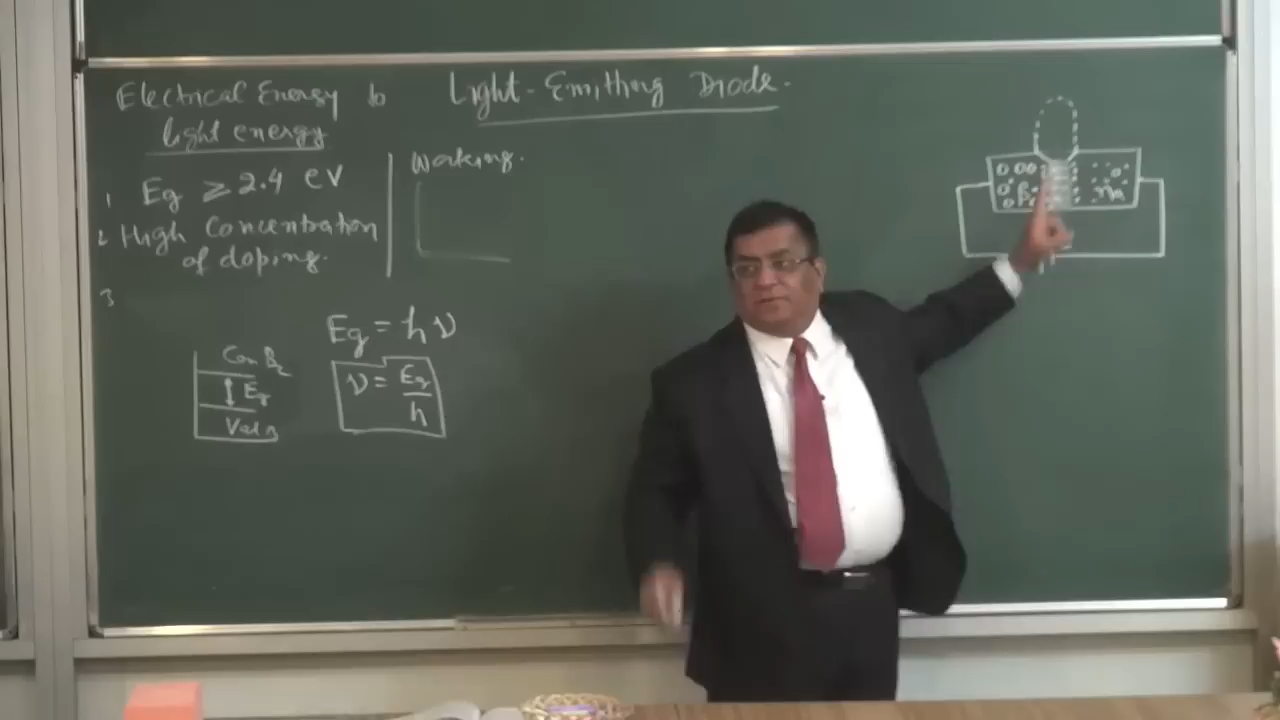 Light-Emitting Diode.
Electrical Energy to
light energy
1 Eg ≥ 2.4 eV
2 High Concentration
of doping.
3
Working.
Eg = hν
ν = Eg/h
Con B
Eg
Val